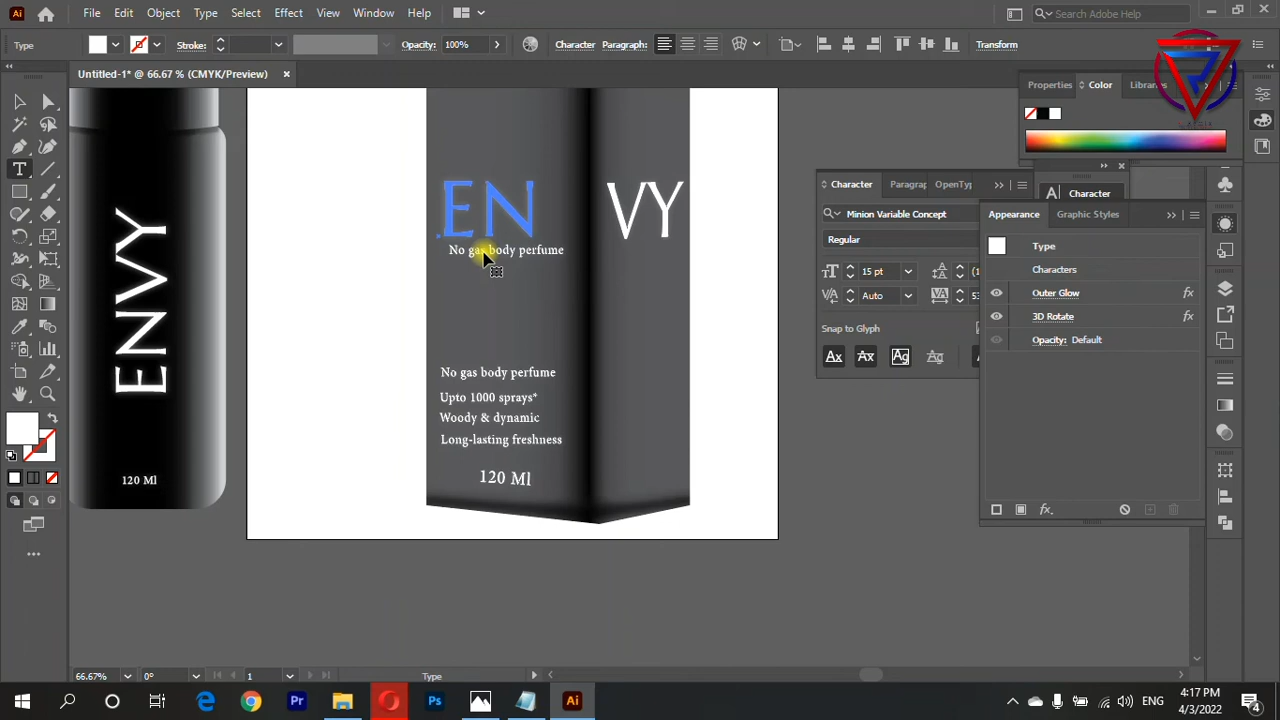 File Edit Object Type Select Effect View Window Help
Search Adobe Help
Type
Stroke:
Opacity: 100%
Character
Paragraph:
Transform
Untitled-1* @ 66.67 % (CMYK/Preview)
Properties
Color
Libraries
ENVY
120 Ml
EN VY
No gas body perfume
No gas body perfume
Upto 1000 sprays*
Woody & dynamic
Long-lasting freshness
120 Ml
Character
Paragrap
OpenTyp
Minion Variable Concept
Regular
15 pt
Auto
Snap to Glyph
Character
Appearance
Graphic Styles
Type
Characters
Outer Glow
3D Rotate
Opacity: Default
66.67%
0°
1
Type
ENG
4:17 PM
4/3/2022